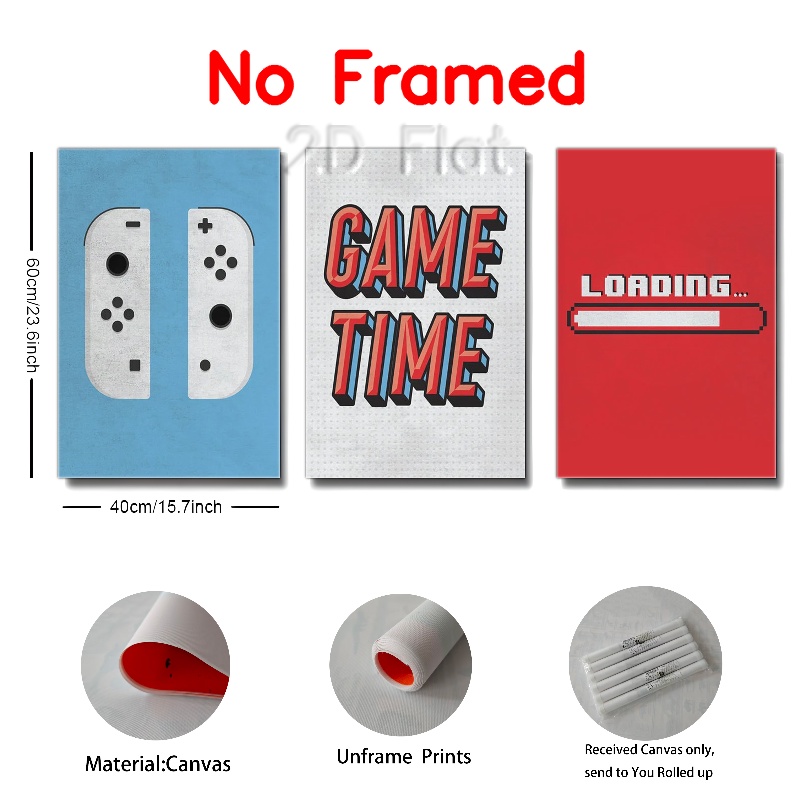 No Framed
2D Flat
60cm/23.6inch
GAME
TIME
LOADING...
40cm/15.7inch
Material:Canvas
Unframe Prints
Received Canvas only,
send to You Rolled up